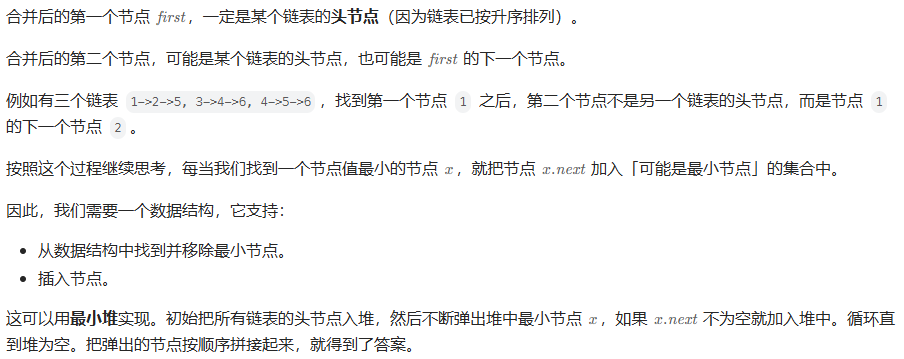 合并后的第一个节点 first，一定是某个链表的头节点（因为链表已按升序排列）。
合并后的第二个节点，可能是某个链表的头节点，也可能是 first 的下一个节点。
例如有三个链表 1->2->5, 3->4->6, 4->5->6 ，找到第一个节点 1 之后，第二个节点不是另一个链表的头节点，而是节点 1
的下一个节点 2 。
按照这个过程继续思考，每当我们找到一个节点值最小的节点 x，就把节点 x.next 加入「可能是最小节点」的集合中。
因此，我们需要一个数据结构，它支持：
• 从数据结构中找到并移除最小节点。
• 插入节点。
这可以用最小堆实现。初始把所有链表的头节点入堆，然后不断弹出堆中最小节点 x，如果 x.next 不为空就加入堆中。循环直
到堆为空。把弹出的节点按顺序拼接起来，就得到了答案。